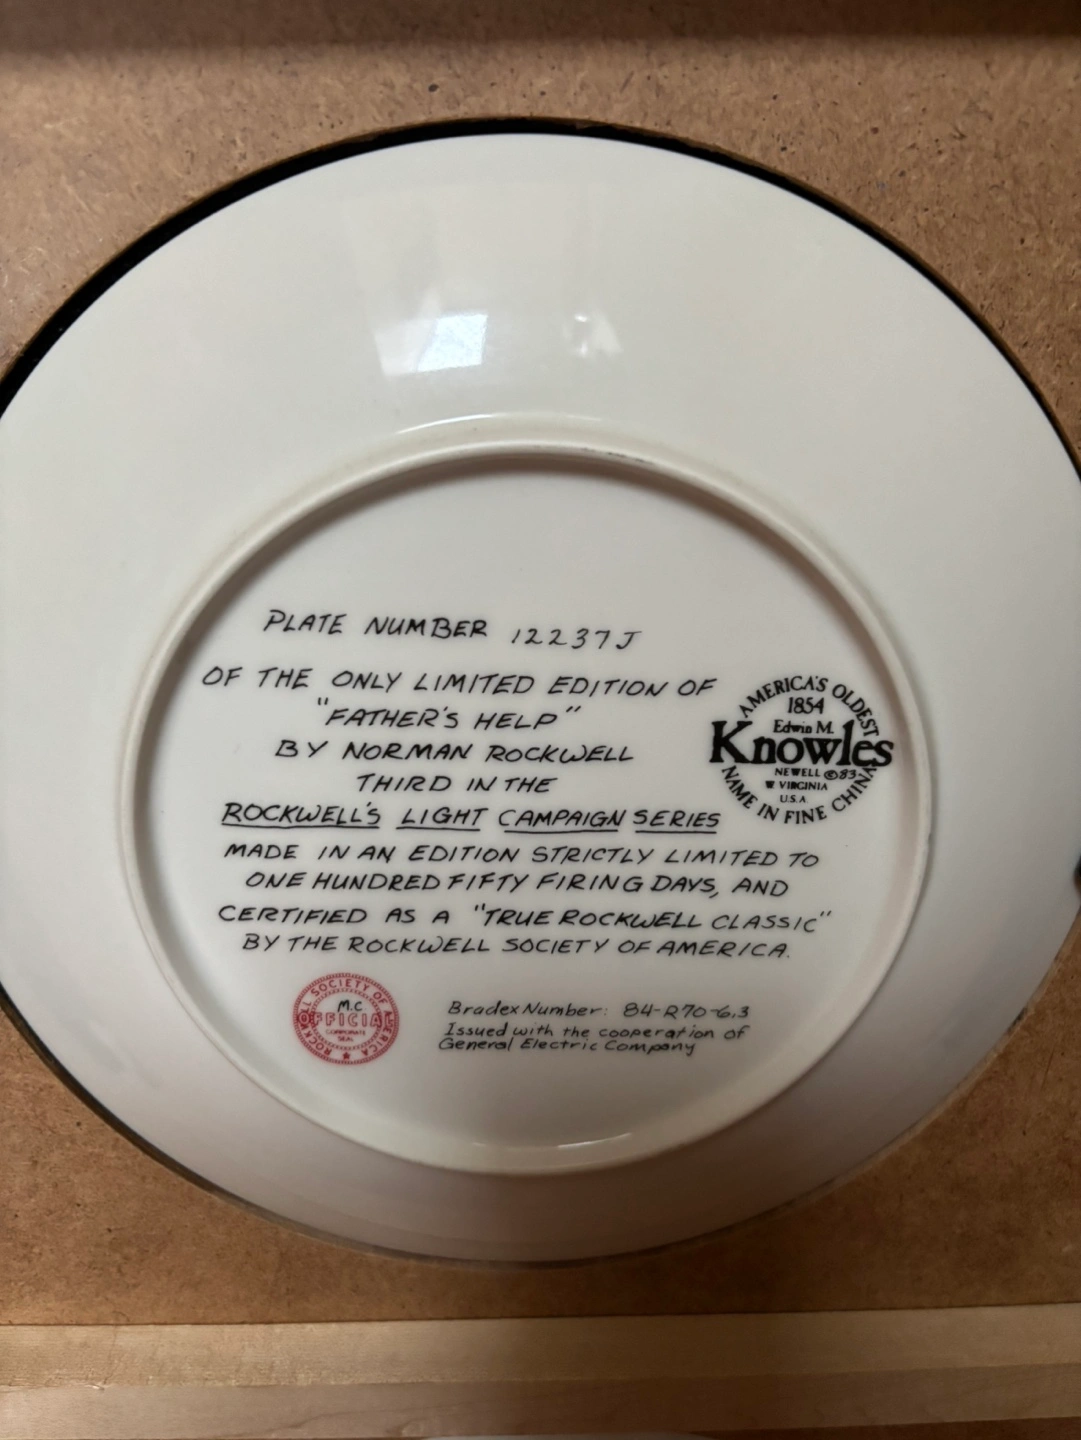 PLATE NUMBER 12237J
OF THE ONLY LIMITED EDITION OF
"FATHER'S HELP"
BY NORMAN ROCKWELL
THIRD IN THE
ROCKWELL'S LIGHT CAMPAIGN SERIES
MADE IN AN EDITION STRICTLY LIMITED TO
ONE HUNDRED FIFTY FIRING DAYS, AND
CERTIFIED AS A "TRUE ROCKWELL CLASSIC"
BY THE ROCKWELL SOCIETY OF AMERICA.
AMERICA'S OLDEST
1854
Edwin M.
Knowles
NEWELL ©83
W VIRGINIA
U.S.A.
NAME IN FINE CHINA
ROCKWELL SOCIETY OF AMERICA
M.C
OFFICIAL
CORPORATE
SEAL
Bradex Number: 84-R70-6.3
Issued with the cooperation of
General Electric Company